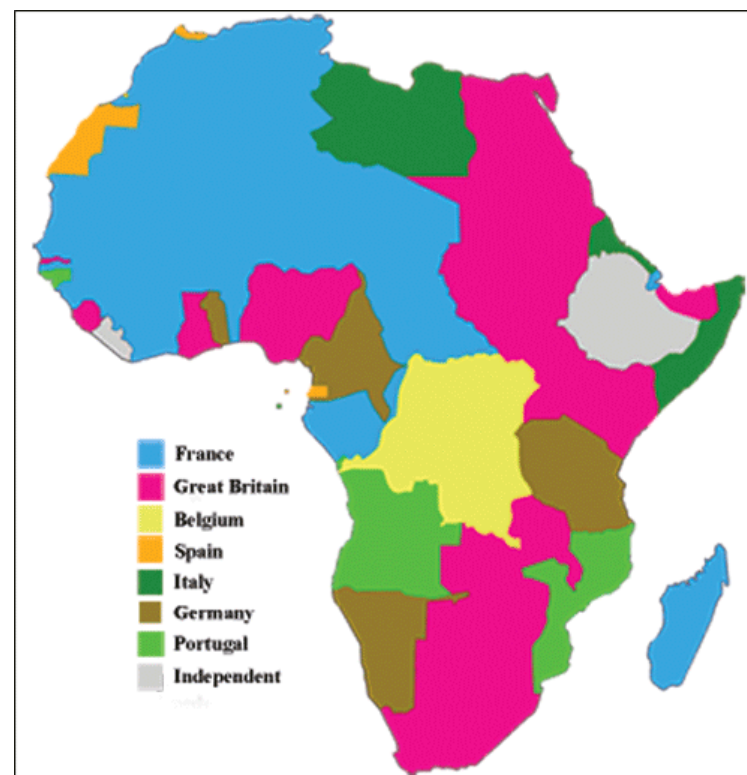 France
Great Britain
Belgium
Spain
Italy
Germany
Portugal
Independent